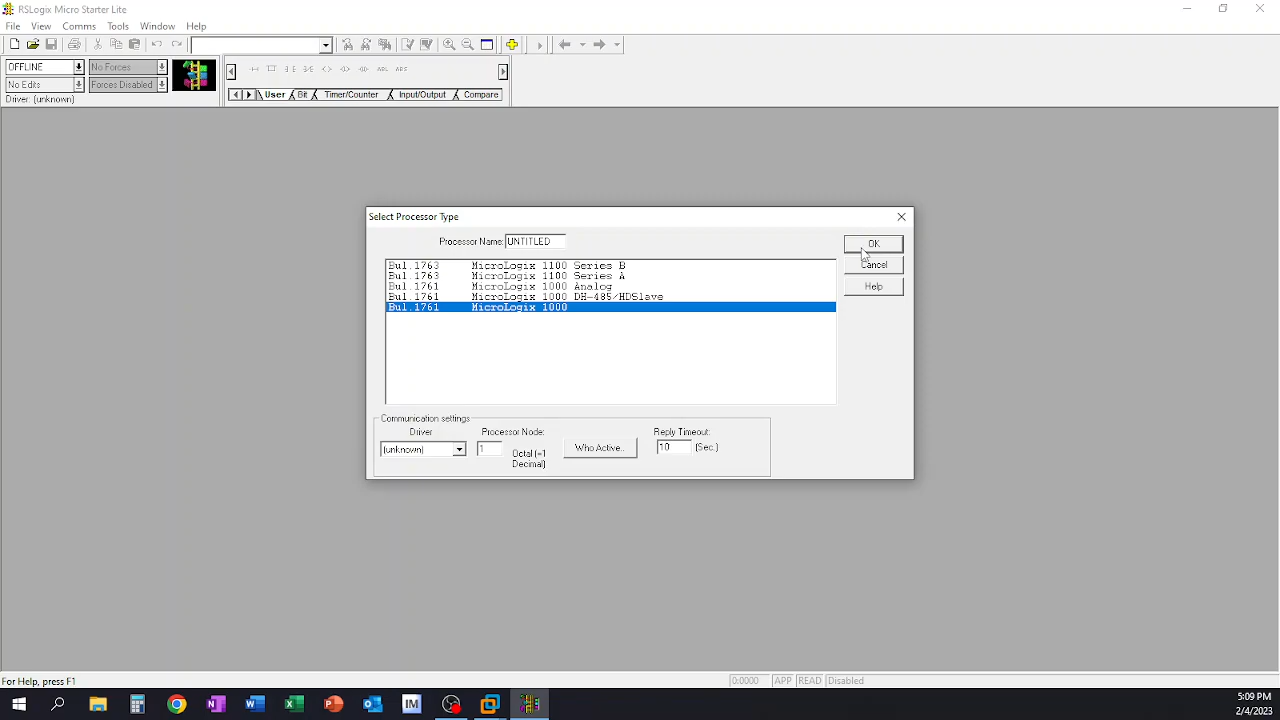 RSLogix Micro Starter Lite
File View Comms Tools Window Help
OFFLINE No Forces
No Edits Forces Disabled
Driver: (unknown)
User Bit Timer/Counter Input/Output Compare
Select Processor Type
Processor Name: UNTITLED
OK
Cancel
Help
Bul.1763 MicroLogix 1100 Series B
Bul.1763 MicroLogix 1100 Series A
Bul.1761 MicroLogix 1000 Analog
Bul.1761 MicroLogix 1000 DH-485/HDSlave
Bul.1761 MicroLogix 1000
Communication settings
Driver Processor Node: Reply Timeout:
(unknown) 1 Octal (=1 Decimal) Who Active.. 10 (Sec.)
For Help, press F1 0:0000 APP READ Disabled
IM
5:09 PM
2/4/2023